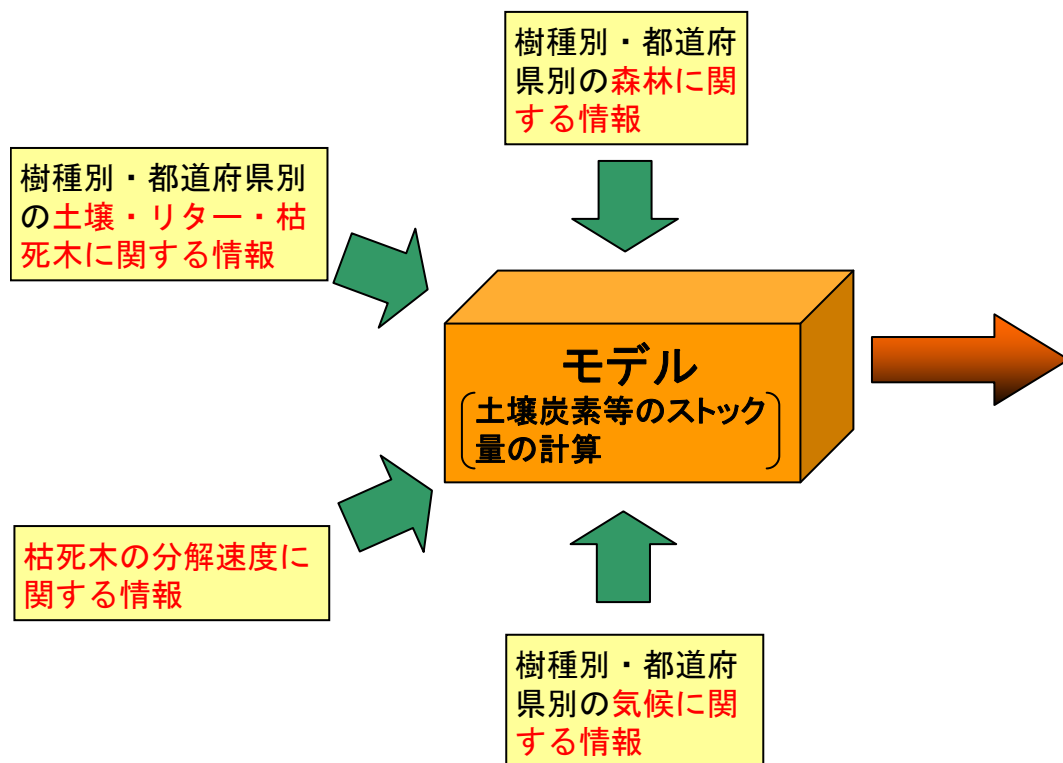 樹種別・都道府
県別の森林に関
する情報
樹種別・都道府県別
の土壌・リター・枯
死木に関する情報
モデル
土壌炭素等のストック
量の計算
枯死木の分解速度に
関する情報
樹種別・都道府
県別の気候に関
する情報